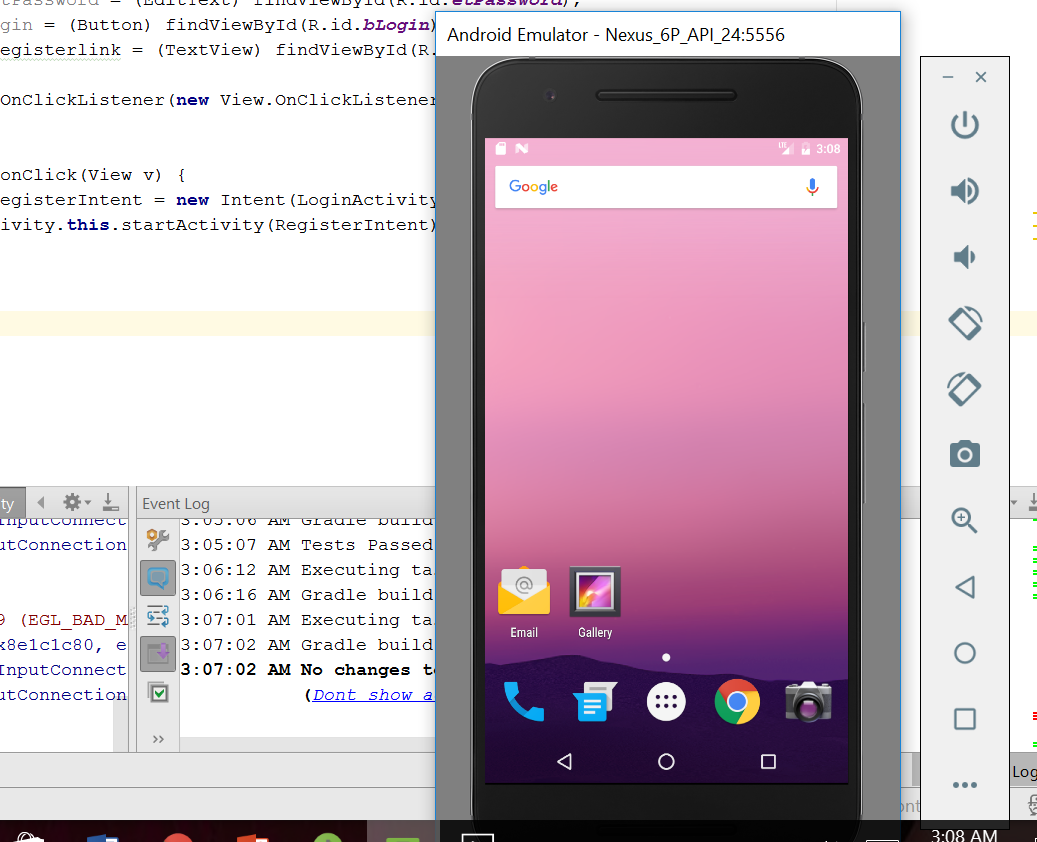 tPassword = (EditText) findViewById(R.id.etPassword);
gin = (Button) findViewById(R.id.bLogin)
egisterlink = (TextView) findViewById(R.
OnClickListener(new View.OnClickListener
onClick(View v) {
egisterIntent = new Intent(LoginActivity
ivity.this.startActivity(RegisterIntent)
Android Emulator - Nexus_6P_API_24:5556
LTE 3:08
Google
Email
Gallery
ty
Event Log
InputConnect
utConnection
9 (EGL_BAD_M
x8e1c1c80, e
InputConnect
utConnection
3:05:06 AM Gradle build
3:05:07 AM Tests Passed
3:06:12 AM Executing ta
3:06:16 AM Gradle build
3:07:01 AM Executing ta
3:07:02 AM Gradle build
3:07:02 AM No changes to
(Dont show a
Log
ont
3:08 AM